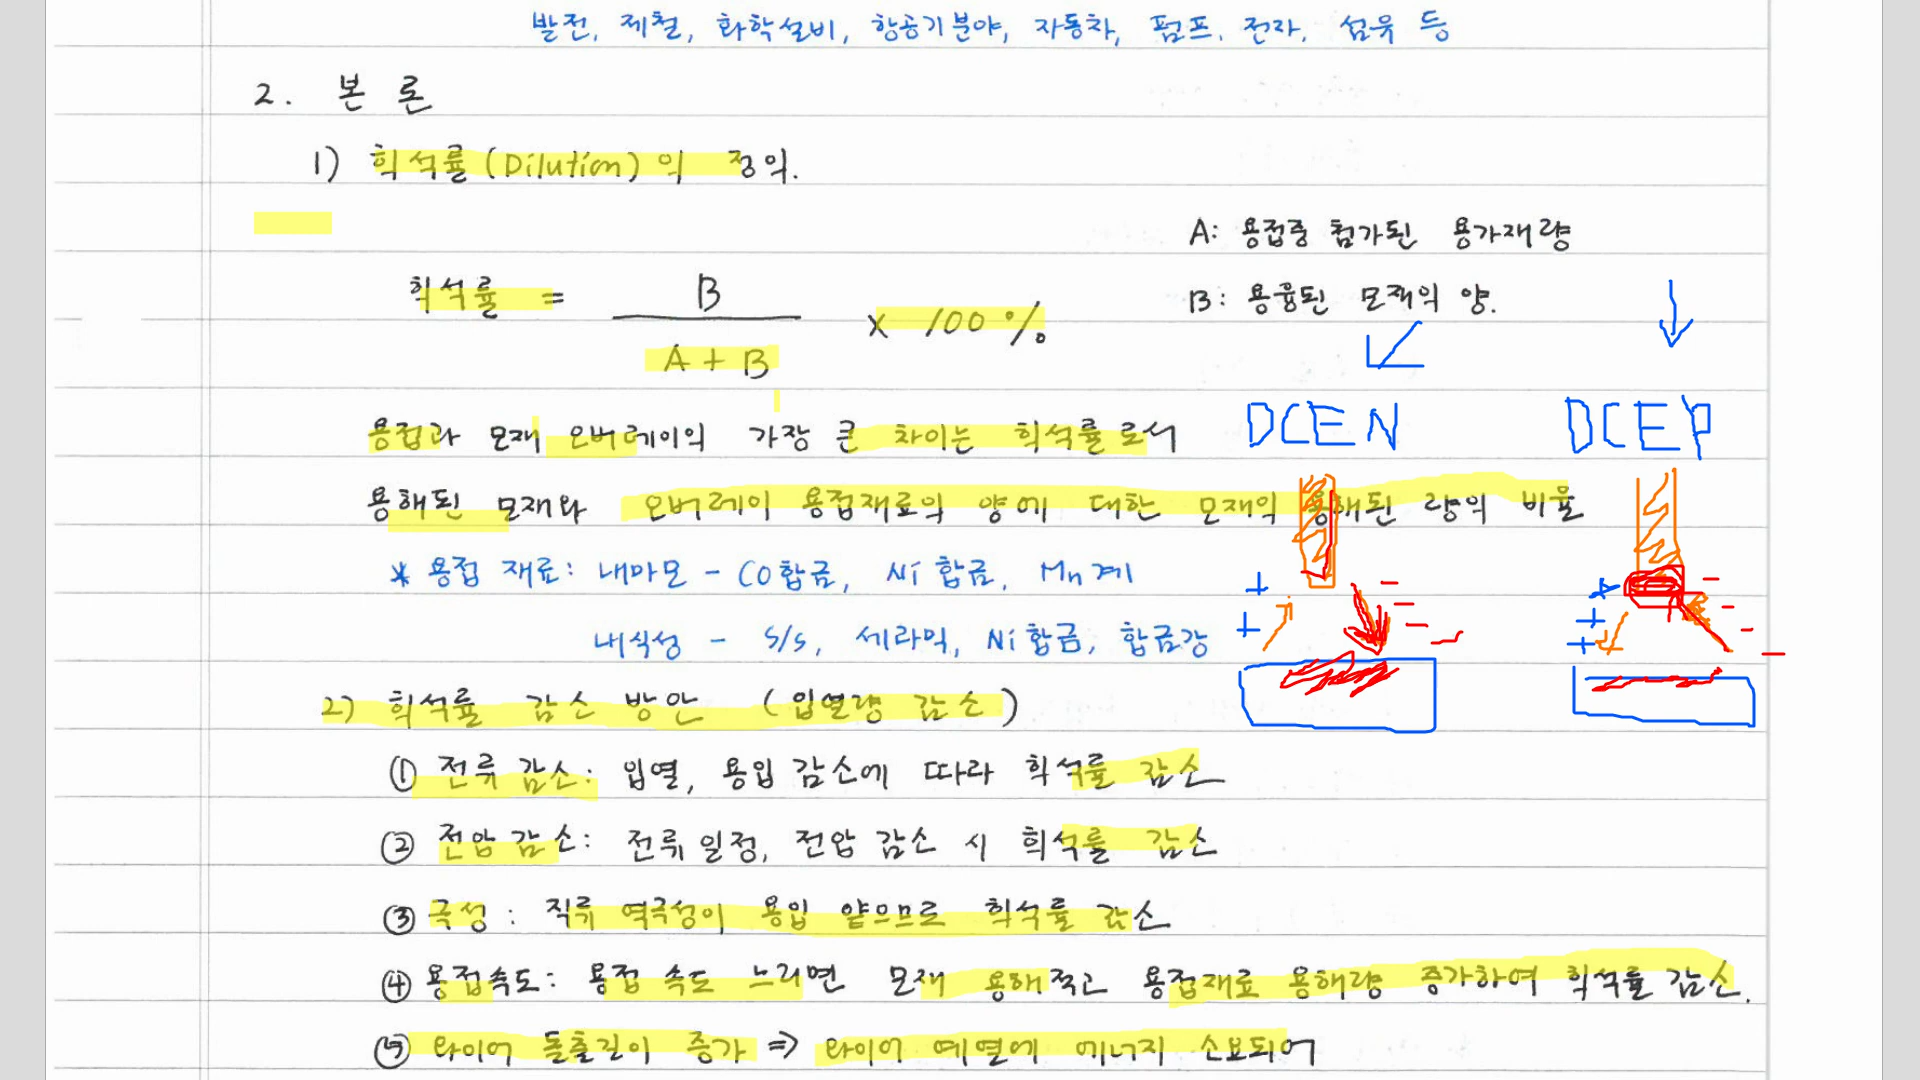 발전, 제철, 화학설비, 항공기분야, 자동차, 펌프, 전자, 섬유 등
2. 본 론
1) 희석률 (Dilution) 의 정의.
A: 용접중 첨가된 용가재량
희석률 = B / A + B x 100 %
B: 용융된 모재의 양.
용접과 모재 오버레이의 가장 큰 차이는 희석률로서
DCEN DCEP
용해된 모재와 오버레이 용접재료의 양에 대한 모재의 용해된 량의 비율
* 용접 재료: 내마모 - CO합금, Ni 합금, Mn계
내식성 - S/S, 세라믹, Ni합금, 합금강
2) 희석률 감소 방안 (입열량 감소)
① 전류 감소: 입열, 용입 감소에 따라 희석률 감소
② 전압 감소: 전류 일정, 전압 감소 시 희석률 감소
③ 극성: 직류 역극성이 용입 얕으므로 희석률 감소
④ 용접속도: 용접 속도 느리면 모재 용해적고 용접재료 용해량 증가하여 희석률 감소.
⑤ 와이어 돌출길이 증가 => 와이어 예열에 에너지 소모되어